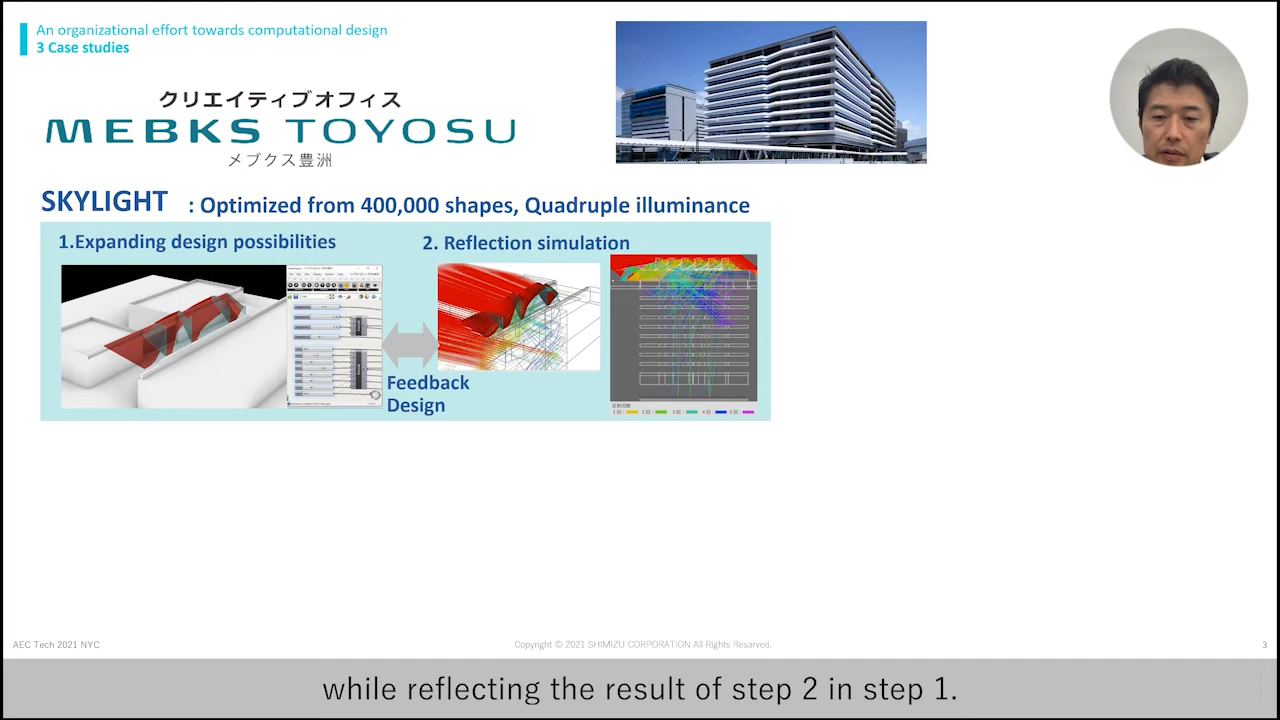 An organizational effort towards computational design
3 Case studies
クリエイティブオフィス
MEBKS TOYOSU
メブクス豊洲
SKYLIGHT : Optimized from 400,000 shapes, Quadruple illuminance
1.Expanding design possibilities
2. Reflection simulation
Feedback
Design
AEC Tech 2021 NYC
Copyright © 2021 SHIMIZU CORPORATION All Rights Reserved.
3
while reflecting the result of step 2 in step 1.